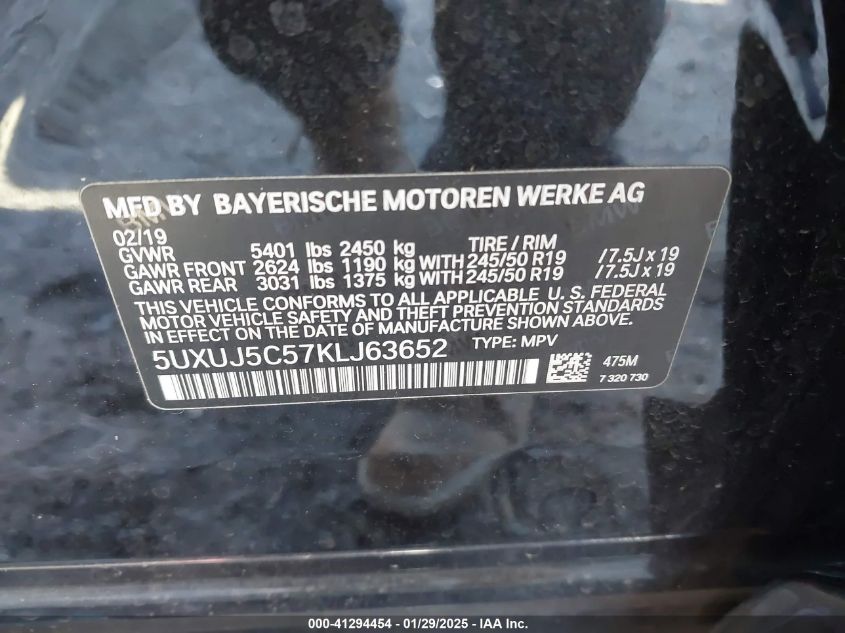 MFD BY BAYERISCHE MOTOREN WERKE AG
02/19
GVWR 5401 lbs 2450 kg TIRE / RIM
GAWR FRONT 2624 lbs 1190 kg WITH 245/50 R19 /7.5J x 19
GAWR REAR 3031 lbs 1375 kg WITH 245/50 R19 /7.5J x 19
THIS VEHICLE CONFORMS TO ALL APPLICABLE U. S. FEDERAL
MOTOR VEHICLE SAFETY AND THEFT PREVENTION STANDARDS
IN EFFECT ON THE DATE OF MANUFACTURE SHOWN ABOVE.
5UXUJ5C57KLJ63652 TYPE: MPV
475M
7 320 730
000-41294454 - 01/29/2025 - IAA Inc.